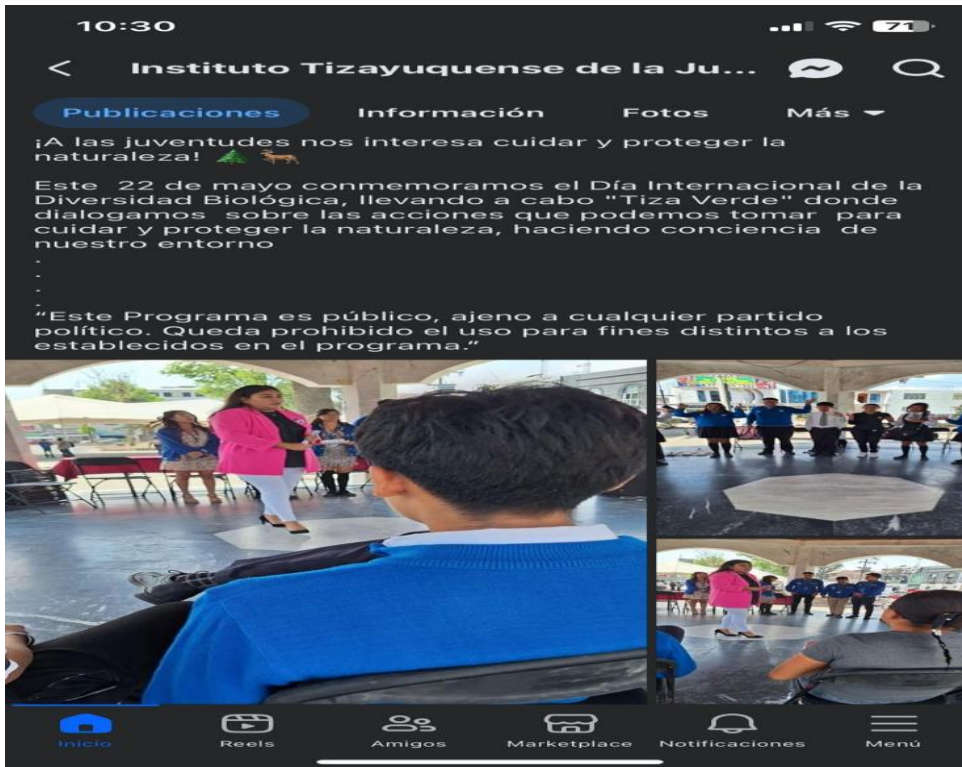 10:30
71
Instituto Tizayuquense de la Ju...
Publicaciones Información Fotos Más
¡A las juventudes nos interesa cuidar y proteger la
naturaleza! 🌲 🦌
Este 22 de mayo conmemoramos el Día Internacional de la
Diversidad Biológica, llevando a cabo "Tiza Verde" donde
dialogamos sobre las acciones que podemos tomar para
cuidar y proteger la naturaleza, haciendo conciencia de
nuestro entorno
.
.
.
.
“Este Programa es público, ajeno a cualquier partido
político. Queda prohibido el uso para fines distintos a los
establecidos en el programa.”
Inicio Reels Amigos Marketplace Notificaciones Menú